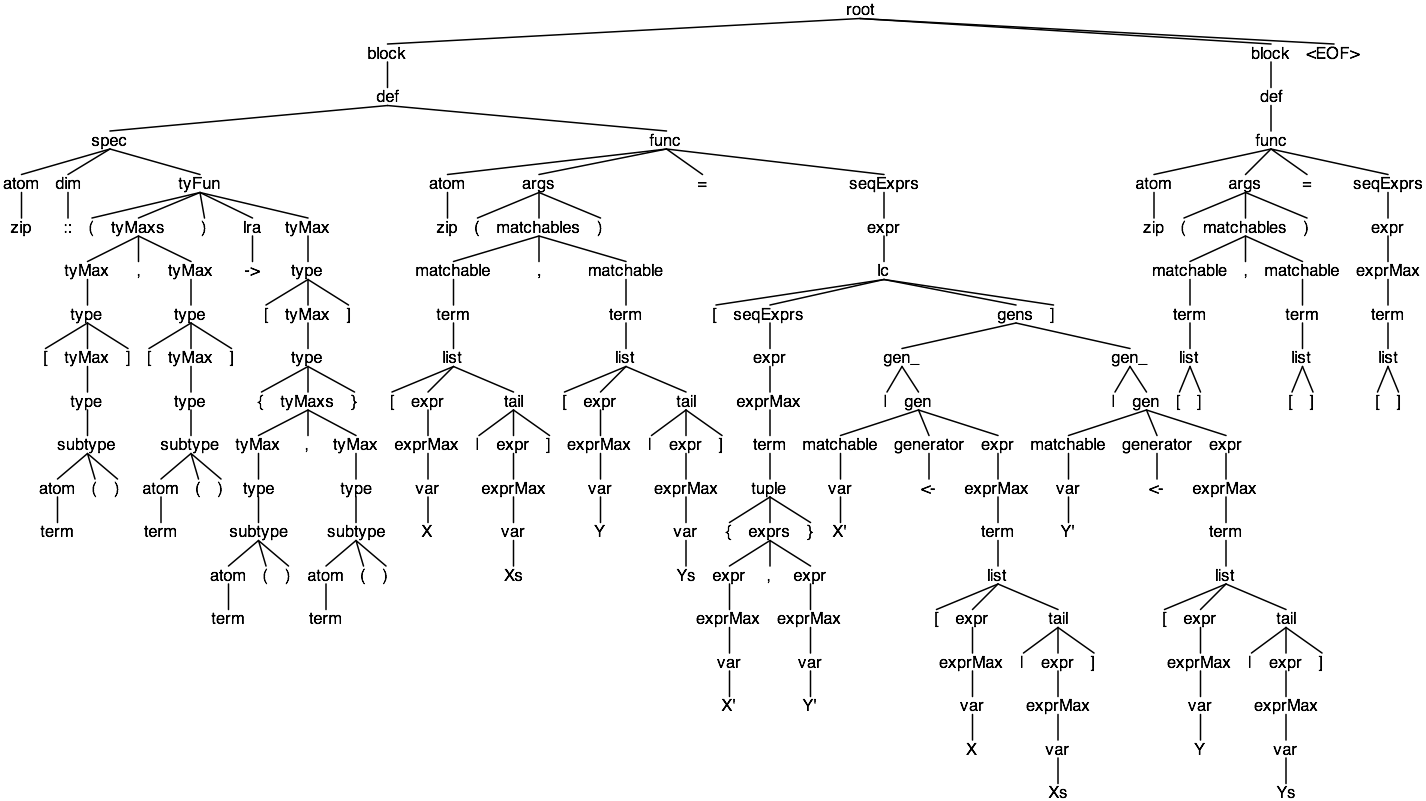 root
block block <EOF>
def def
spec func func
atom dim tyFun atom args = seqExprs atom args = seqExprs
zip :: ( tyMaxs ) lra tyMax zip ( matchables ) expr zip ( matchables ) expr
tyMax , tyMax -> type matchable , matchable lc matchable , matchable exprMax
type type [ tyMax ] term term [ seqExprs gens ] term term term
[ tyMax ] [ tyMax ] type list list expr gen_ gen_ list list list
type type { tyMaxs } [ expr tail [ expr tail exprMax | gen | gen [ ] [ ] [ ]
subtype subtype tyMax , tyMax exprMax | expr ] exprMax | expr ] term matchable generator expr matchable generator expr
atom ( ) atom ( ) type type var exprMax var exprMax tuple var <- exprMax var <- exprMax
term term subtype subtype X var Y var { exprs } X' term Y' term
atom ( ) atom ( ) Xs Ys expr , expr list list
term term exprMax exprMax [ expr tail [ expr tail
var var exprMax | expr ] exprMax | expr ]
X' Y' var exprMax var exprMax
X var Y var
Xs Ys